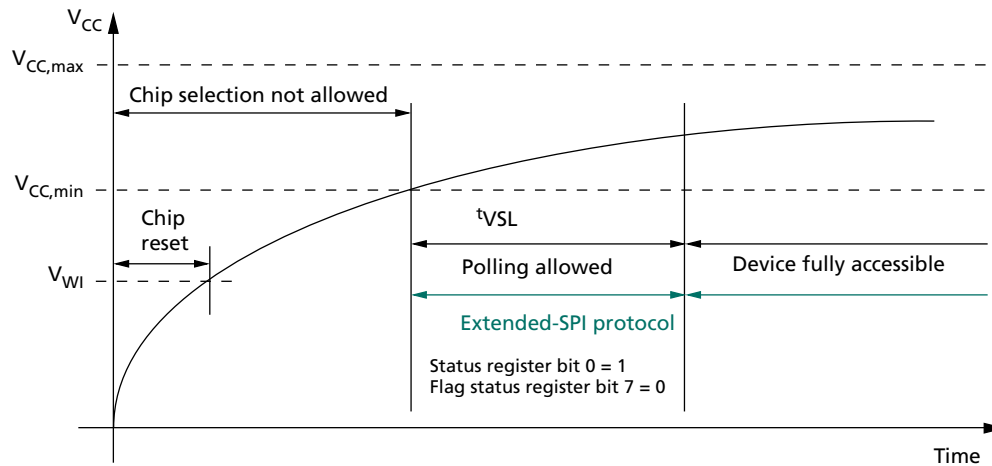 VCC
VCC,max
Chip selection not allowed
VCC,min
Chip
reset
tVSL
VWI
Polling allowed
Device fully accessible
Extended-SPI protocol
Status register bit 0 = 1
Flag status register bit 7 = 0
Time